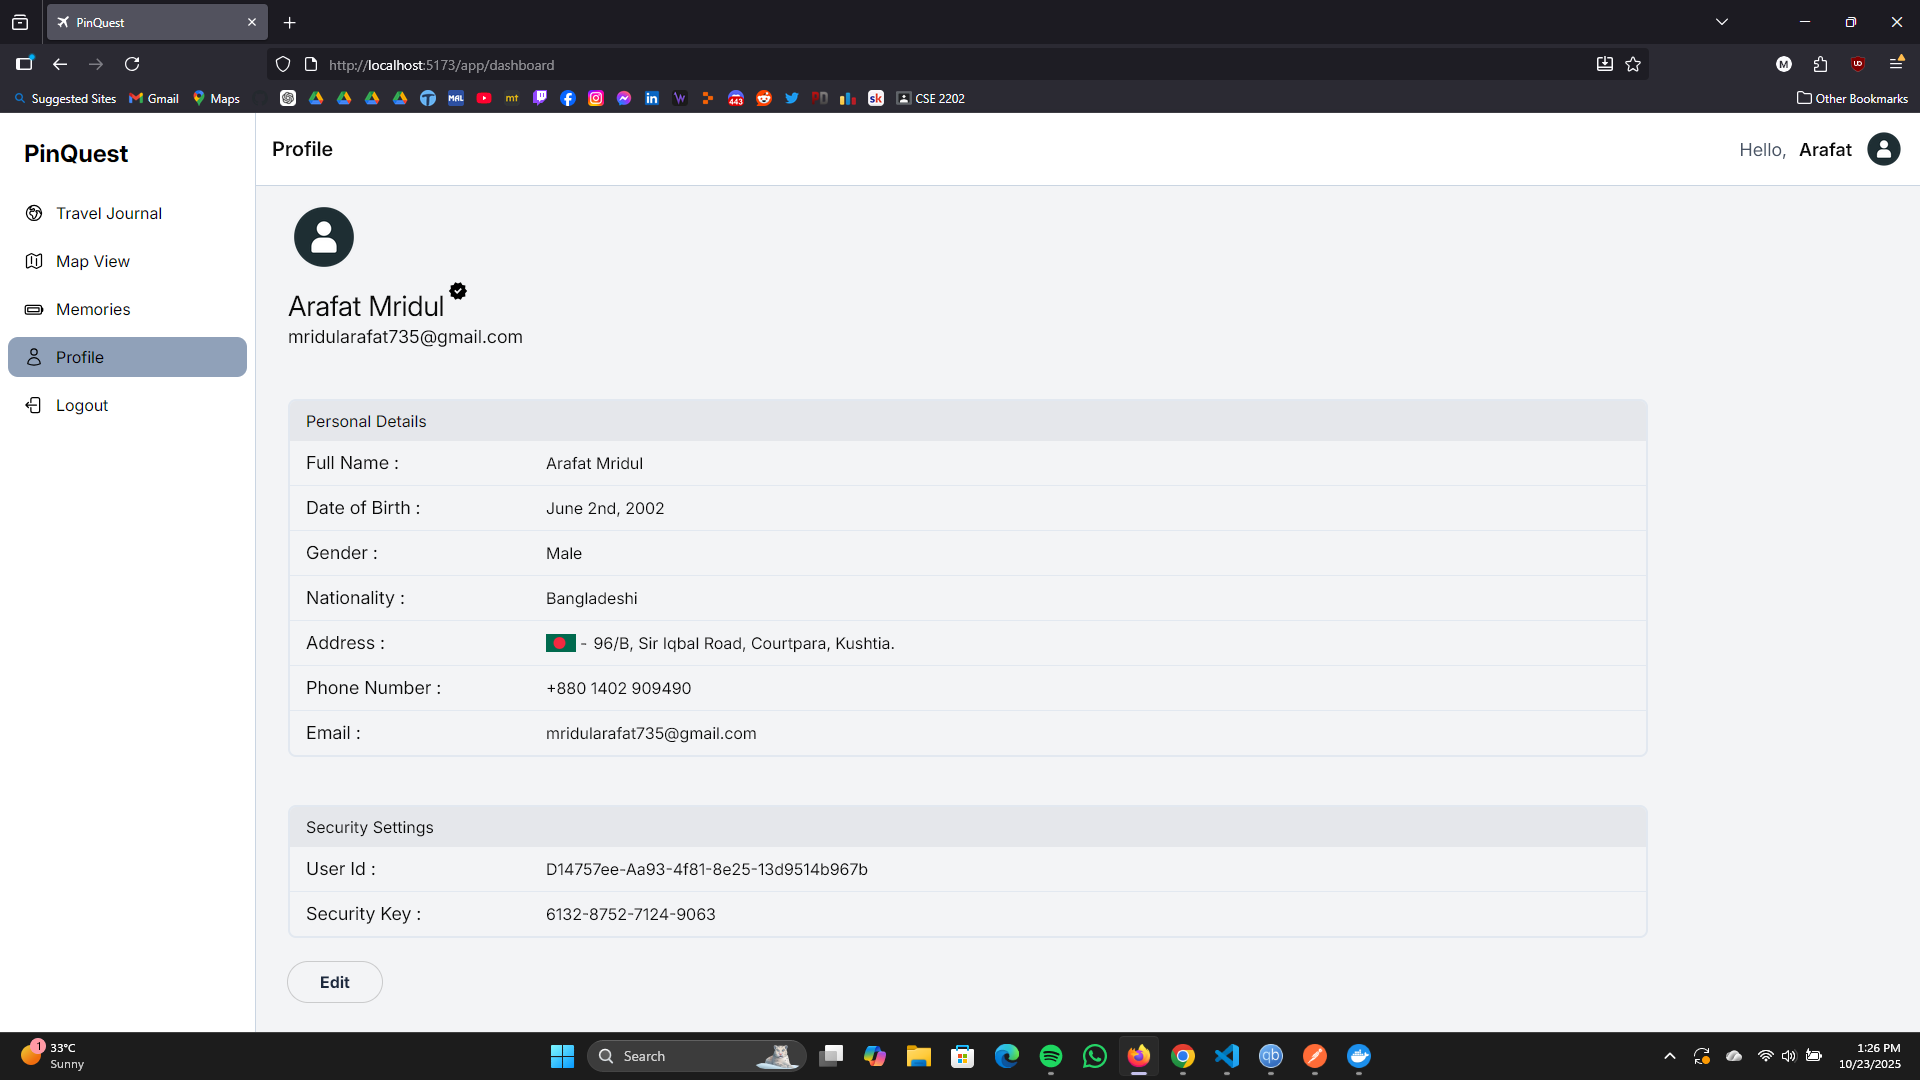 PinQuest
http://localhost:5173/app/dashboard
Suggested Sites Gmail Maps CSE 2202 Other Bookmarks
PinQuest
Travel Journal
Map View
Memories
Profile
Logout
Profile
Hello, Arafat
Arafat Mridul
mridularafat735@gmail.com
Personal Details
Full Name : Arafat Mridul
Date of Birth : June 2nd, 2002
Gender : Male
Nationality : Bangladeshi
Address : - 96/B, Sir Iqbal Road, Courtpara, Kushtia.
Phone Number : +880 1402 909490
Email : mridularafat735@gmail.com
Security Settings
User Id : D14757ee-Aa93-4f81-8e25-13d9514b967b
Security Key : 6132-8752-7124-9063
Edit
1
33°C
Sunny
Search
1:26 PM
10/23/2025